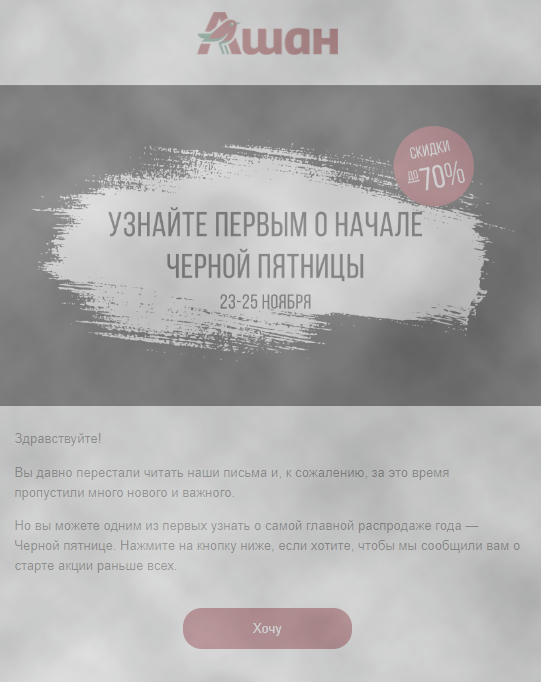 Ашан
СКИДКИ
ДО 70%
УЗНАЙТЕ ПЕРВЫМ О НАЧАЛЕ
ЧЕРНОЙ ПЯТНИЦЫ
23-25 НОЯБРЯ
Здравствуйте!
Вы давно перестали читать наши письма и, к сожалению, за это время
пропустили много нового и важного.
Но вы можете одним из первых узнать о самой главной распродаже года —
Черной пятнице. Нажмите на кнопку ниже, если хотите, чтобы мы сообщили вам о
старте акции раньше всех.
Хочу